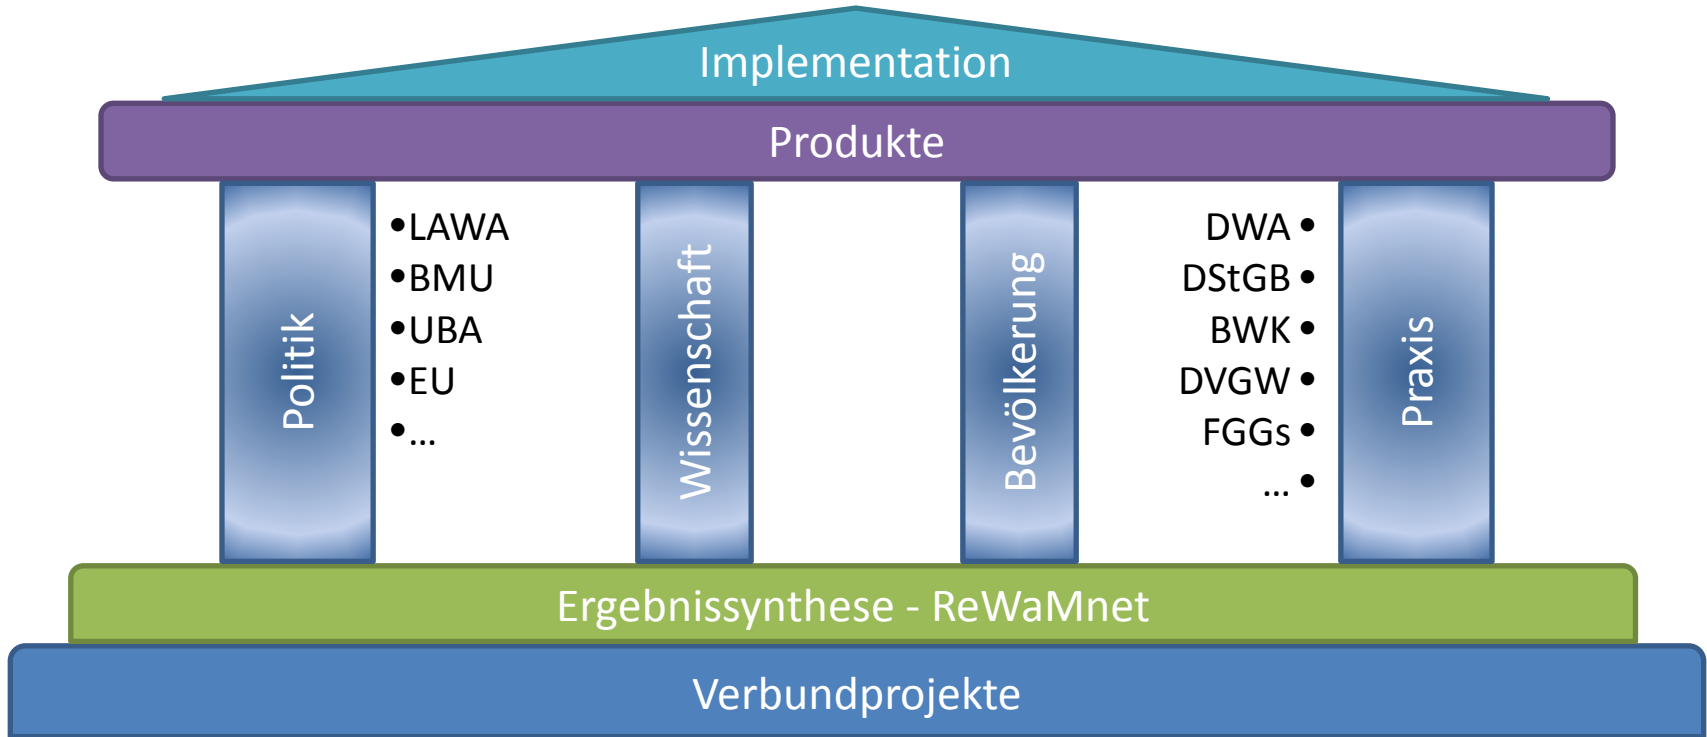 Implementation
Produkte
Politik
•LAWA
•BMU
•UBA
•EU
•...
Wissenschaft
Bevölkerung
DWA •
DStGB •
BWK •
DVGW •
FGGs •
... •
Praxis
Ergebnissynthese - ReWaMnet
Verbundprojekte